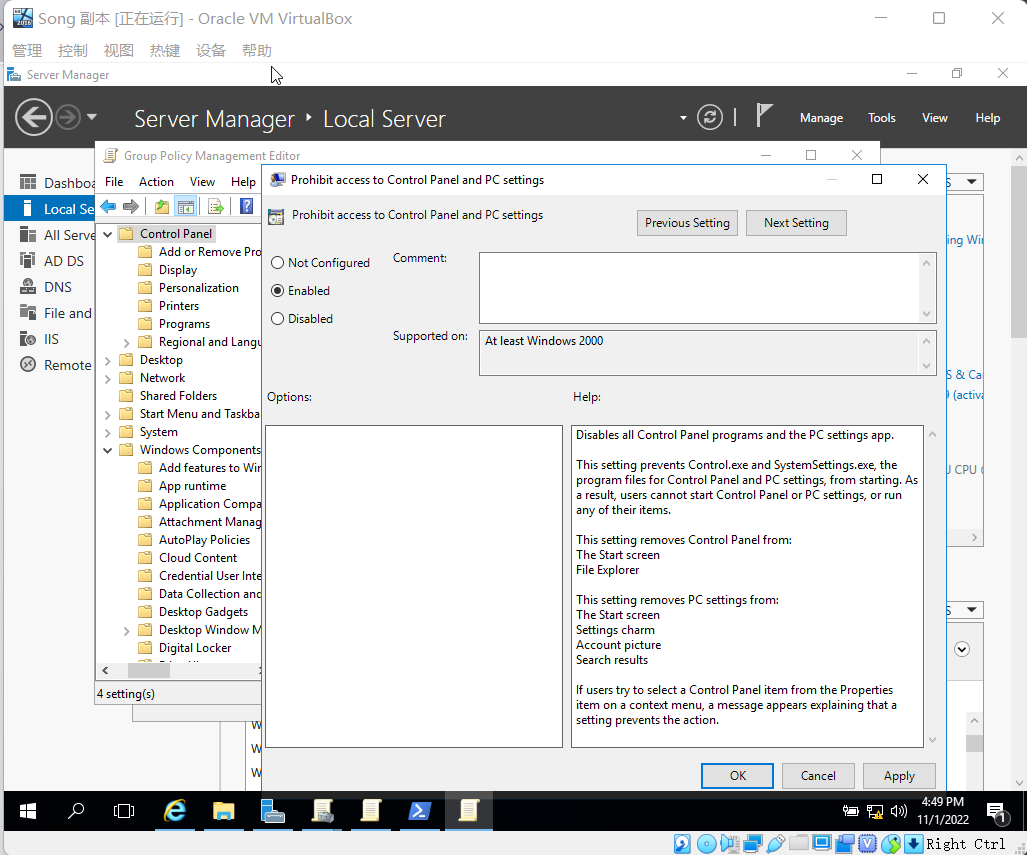 Song 副本 [正在运行] - Oracle VM VirtualBox
管理 控制 视图 热键 设备 帮助
Server Manager
Server Manager Local Server
Manage Tools View Help
Group Policy Management Editor
File Action View Help
Dashboa
Local Se
All Serve
AD DS
DNS
File and
IIS
Remote
Control Panel
Add or Remove Pro
Display
Personalization
Printers
Programs
Regional and Langu
Desktop
Network
Shared Folders
Start Menu and Taskba
System
Windows Components
Add features to Wir
App runtime
Application Compa
Attachment Manag
AutoPlay Policies
Cloud Content
Credential User Inte
Data Collection and
Desktop Gadgets
Desktop Window M
Digital Locker
4 setting(s)
Prohibit access to Control Panel and PC settings
Prohibit access to Control Panel and PC settings
Previous Setting Next Setting
Not Configured
Enabled
Disabled
Comment:
Supported on:
At least Windows 2000
Options:
Help:
Disables all Control Panel programs and the PC settings app.
This setting prevents Control.exe and SystemSettings.exe, the
program files for Control Panel and PC settings, from starting. As
a result, users cannot start Control Panel or PC settings, or run
any of their items.
This setting removes Control Panel from:
The Start screen
File Explorer
This setting removes PC settings from:
The Start screen
Settings charm
Account picture
Search results
If users try to select a Control Panel item from the Properties
item on a context menu, a message appears explaining that a
setting prevents the action.
OK Cancel Apply
ing Win
S & Ca
(activa
CPU
4:49 PM
11/1/2022
1
Right Ctrl